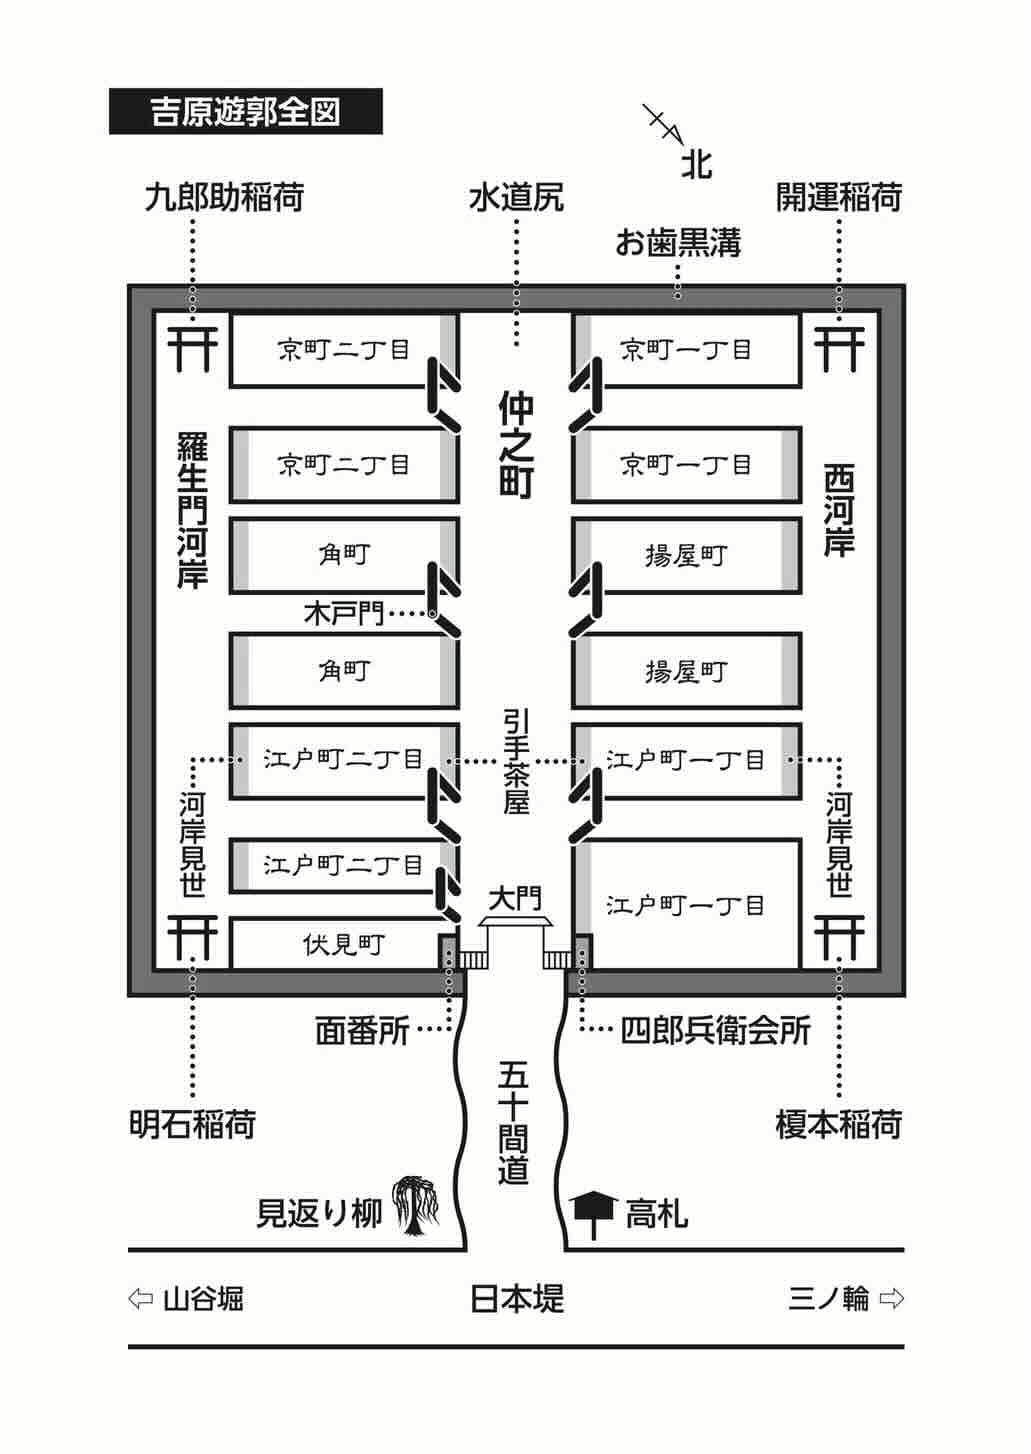 吉原遊郭全図
北
九郎助稲荷
水道尻
開運稲荷
お歯黒溝
京町二丁目
京町一丁目
仲之町
羅生門河岸
西河岸
京町二丁目
京町一丁目
角町
揚屋町
木戸門
角町
揚屋町
引手茶屋
江戸町二丁目
江戸町一丁目
河岸見世
河岸見世
江戸町二丁目
大門
江戸町一丁目
伏見町
面番所
四郎兵衛会所
五十間道
明石稲荷
榎本稲荷
見返り柳
高札
山谷堀
日本堤
三ノ輪